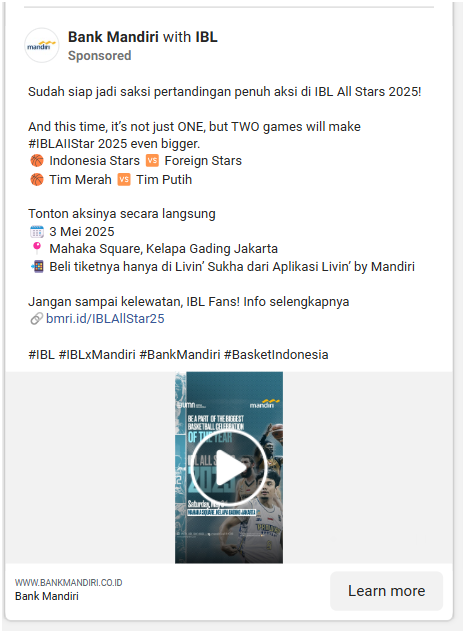 mandiri
Bank Mandiri with IBL
Sponsored
Sudah siap jadi saksi pertandingan penuh aksi di IBL All Stars 2025!
And this time, it's not just ONE, but TWO games will make
#IBLAllStar 2025 even bigger.
🏀 Indonesia Stars 🆚 Foreign Stars
🏀 Tim Merah 🆚 Tim Putih
Tonton aksinya secara langsung
🗓️ 3 Mei 2025
📍 Mahaka Square, Kelapa Gading Jakarta
📲 Beli tiketnya hanya di Livin' Sukha dari Aplikasi Livin' by Mandiri
Jangan sampai kelewatan, IBL Fans! Info selengkapnya
🔗 bmri.id/IBLAllStar25
#IBL #IBLxMandiri #BankMandiri #BasketIndonesia
mandiri
BE A PART OF THE BIGGEST
BASKETBALL CELEBRATION
OF THE YEAR
IBL ALL
2025
Saturday,
MAHAKA SQUARE, KELAPA GADING JAKARTA
WWW.BANKMANDIRI.CO.ID
Bank Mandiri
Learn more